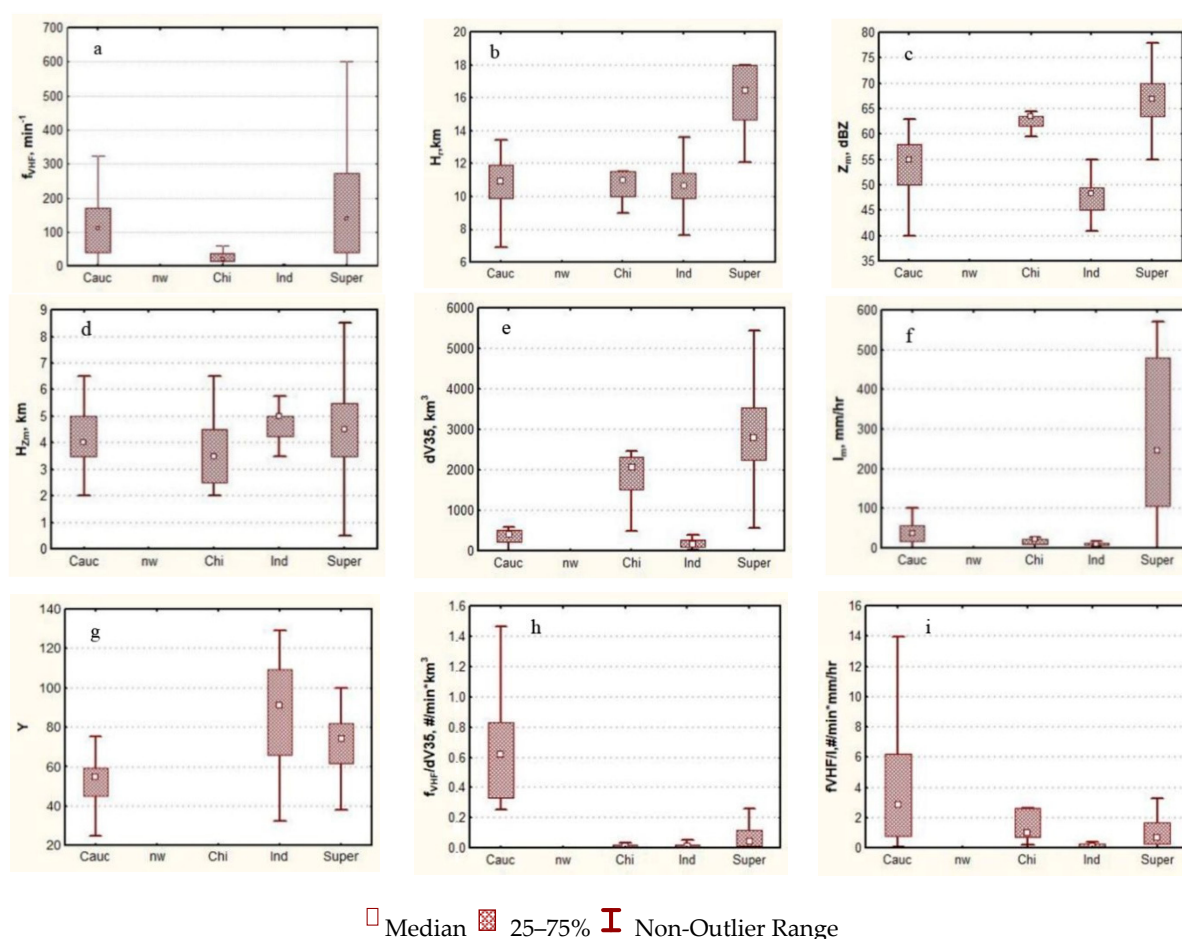 a
f_VHF, min^-1
700
600
500
400
300
200
100
0
Cauc nw Chi Ind Super
b
H_r, km
20
18
16
14
12
10
8
6
Cauc nw Chi Ind Super
c
Z_m, dBZ
80
75
70
65
60
55
50
45
40
35
Cauc nw Chi Ind Super
d
H_Zm, km
9
8
7
6
5
4
3
2
1
0
Cauc nw Chi Ind Super
e
dV35, km^3
6000
5000
4000
3000
2000
1000
0
Cauc nw Chi Ind Super
f
I_m, mm/hr
600
500
400
300
200
100
0
Cauc nw Chi Ind Super
g
Y
140
120
100
80
60
40
20
Cauc nw Chi Ind Super
h
f_VHF/dV35, #/min*km^3
1.6
1.4
1.2
1.0
0.8
0.6
0.4
0.2
0.0
Cauc nw Chi Ind Super
i
fVHF/I,#/min*mm/hr
16
14
12
10
8
6
4
2
0
Cauc nw Chi Ind Super
Median 25–75% Non-Outlier Range